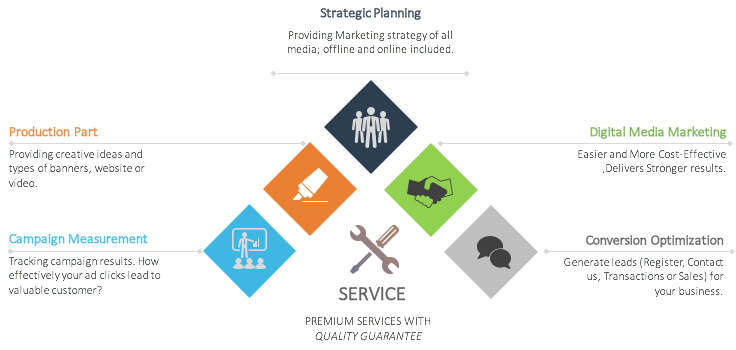 Strategic Planning
Providing Marketing strategy of all
media; offline and online included.
Production Part
Providing creative ideas and
types of banners, website or
video.
Digital Media Marketing
Easier and More Cost-Effective
,Delivers Stronger results.
Campaign Measurement
Tracking campaign results. How
effectively your ad clicks lead to
valuable customer?
Conversion Optimization
Generate leads (Register, Contact
us, Transactions or Sales) for
your business.
SERVICE
PREMIUM SERVICES WITH
QUALITY GUARANTEE